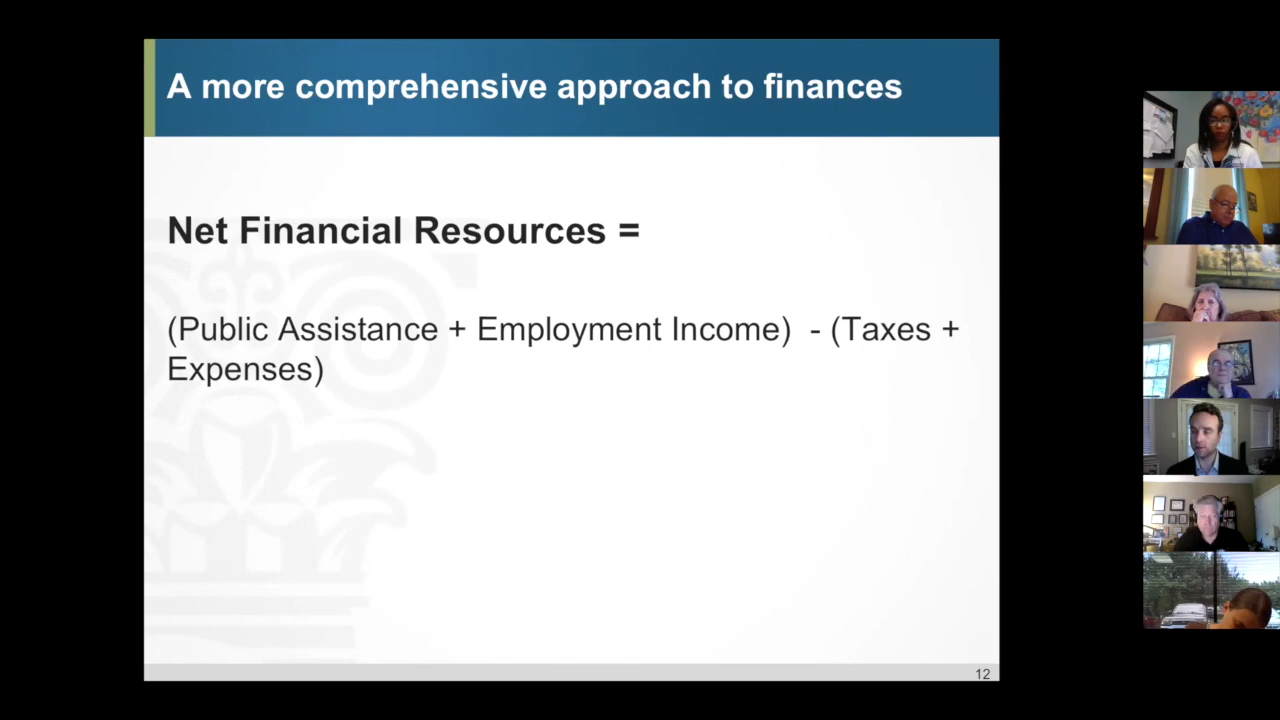 A more comprehensive approach to finances
Net Financial Resources =
(Public Assistance + Employment Income) - (Taxes +
Expenses)
12